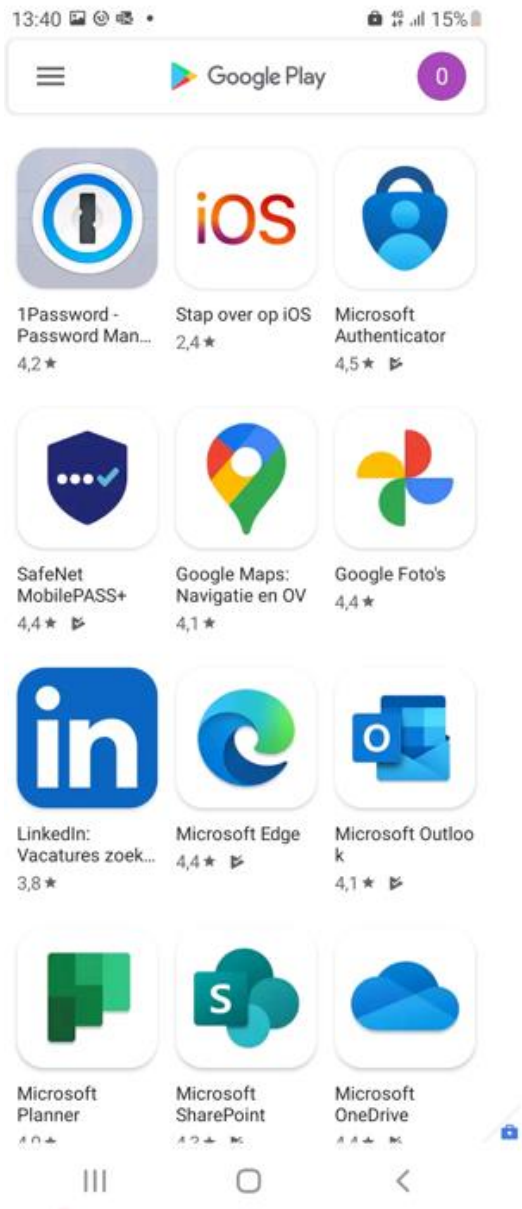 13:40
4G
15%
Google Play
0
iOS
1Password -
Password Man...
4,2★
Stap over op iOS
2,4★
Microsoft
Authenticator
4,5★
SafeNet
MobilePASS+
4,4★
Google Maps:
Navigatie en OV
4,1★
Google Foto's
4,4★
in
LinkedIn:
Vacatures zoek...
3,8★
Microsoft Edge
4,4★
O
Microsoft Outloo
k
4,1★
Microsoft
Planner
S
Microsoft
SharePoint
Microsoft
OneDrive